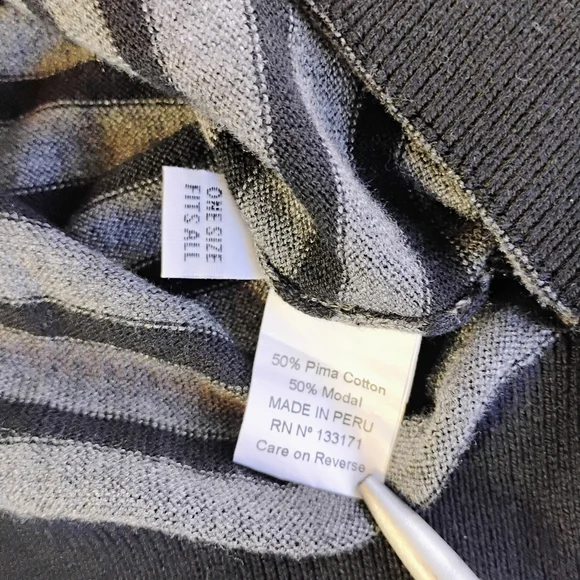 ONE SIZE
FITS ALL
50% Pima Cotton
50% Modal
MADE IN PERU
RN Nº 133171
Care on Reverse